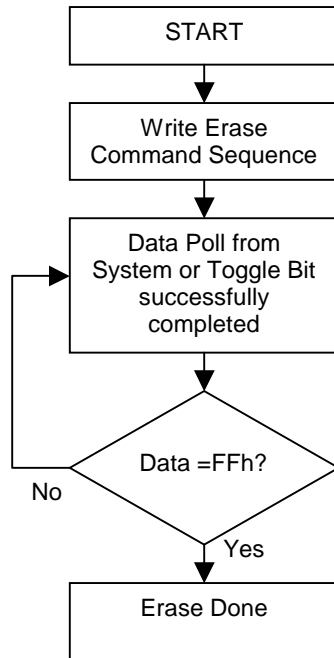 START
Write Erase
Command Sequence
Data Poll from
System or Toggle Bit
successfully
completed
Data =FFh?
No
Yes
Erase Done